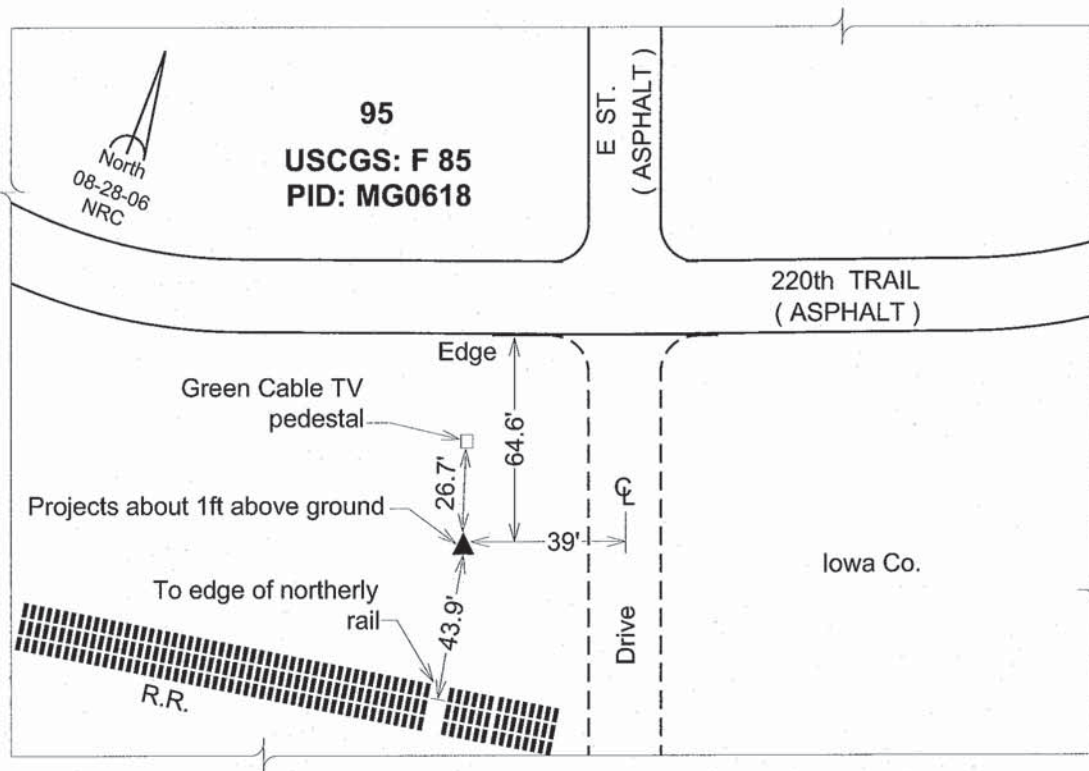 95
USCGS: F 85
PID: MG0618
North
08-28-06
NRC
E ST.
( ASPHALT )
220th TRAIL
( ASPHALT )
Edge
Green Cable TV
pedestal
64.6'
26.7'
Projects about 1ft above ground
39'
℄
Iowa Co.
To edge of northerly
rail
43.9'
Drive
R.R.